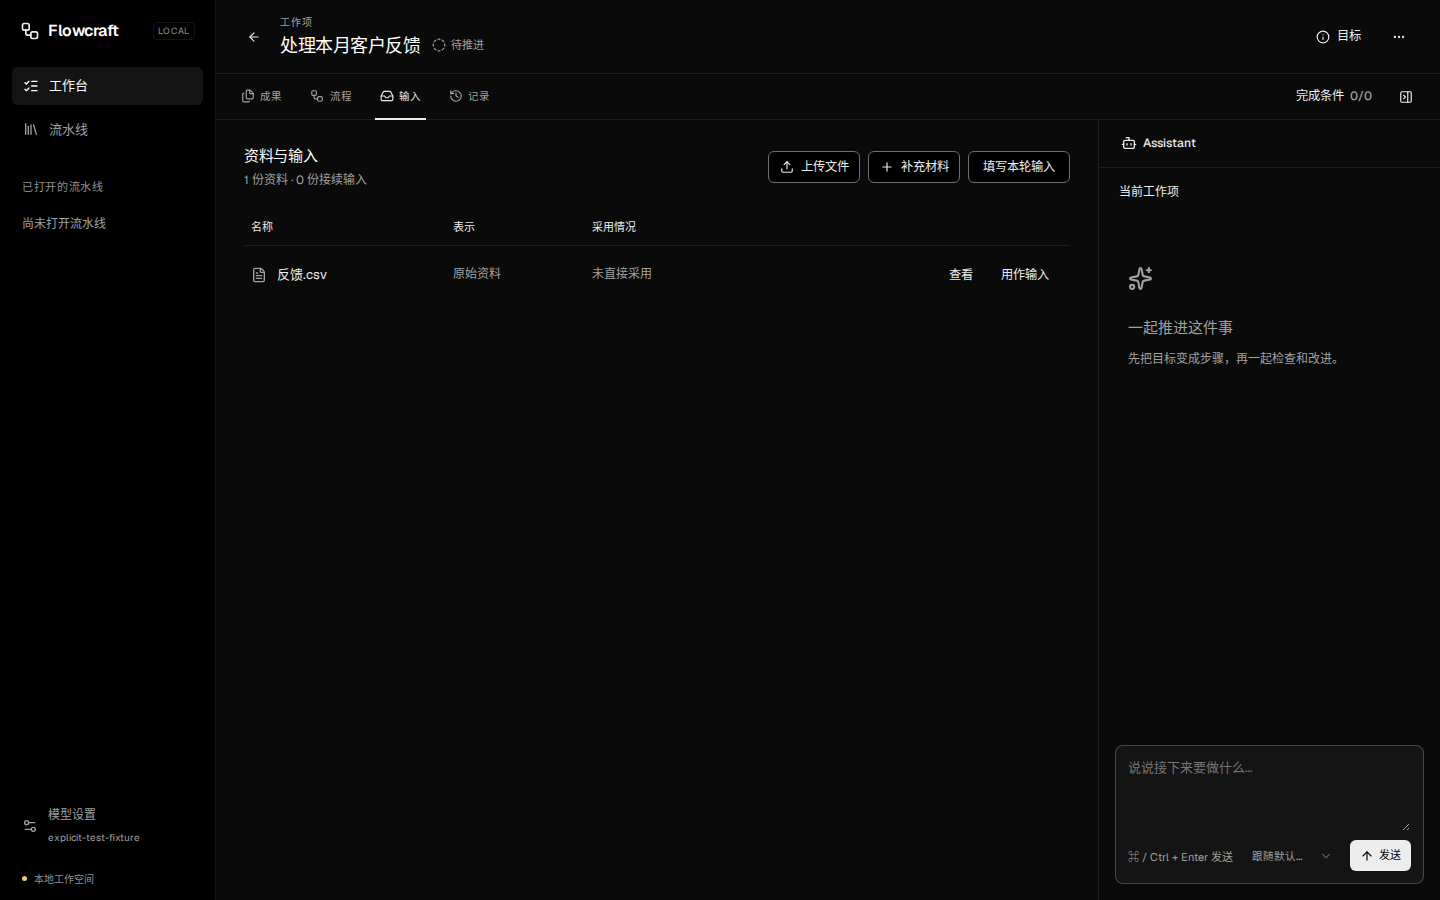 Flowcraft
LOCAL
工作台
流水线
已打开的流水线
尚未打开流水线
模型设置
explicit-test-fixture
本地工作空间
工作项
处理本月客户反馈
待推进
目标
成果
流程
输入
记录
完成条件 0/0
资料与输入
1 份资料 · 0 份接续输入
上传文件
补充材料
填写本轮输入
名称 表示 采用情况
反馈.csv 原始资料 未直接采用 查看 用作输入
Assistant
当前工作项
一起推进这件事
先把目标变成步骤，再一起检查和改进。
说说接下来要做什么…
⌘ / Ctrl + Enter 发送 跟随默认… 发送